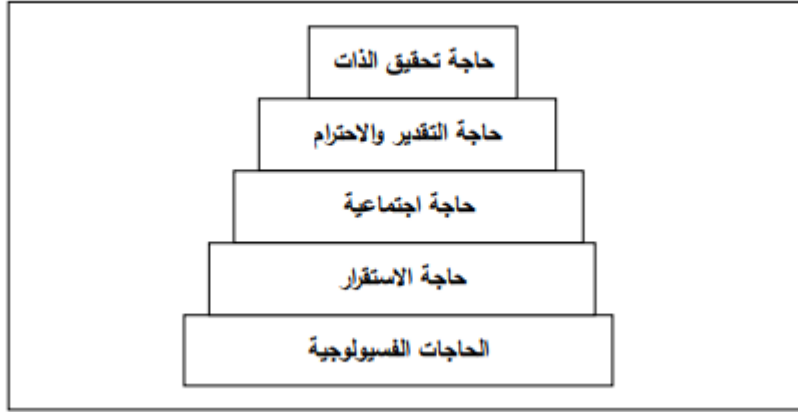 حاجة تحقيق الذات
حاجة التقدير والاحترام
حاجة اجتماعية
حاجة الاستقرار
الحاجات الفسيولوجية